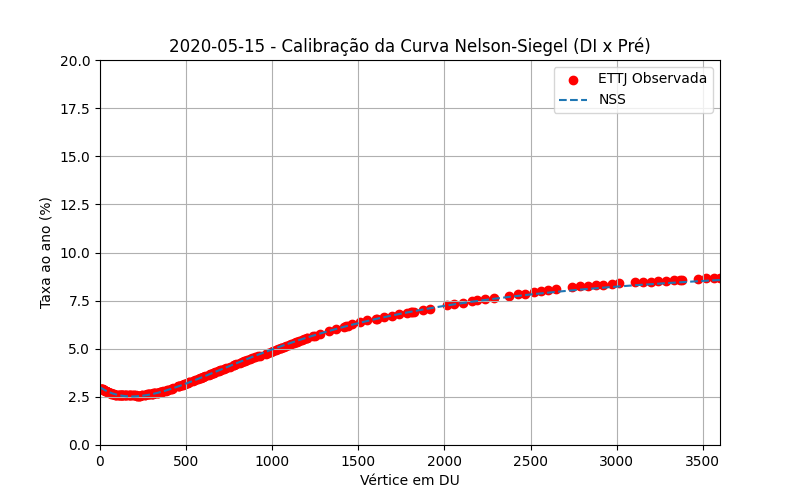 2020-05-15 - Calibração da Curva Nelson-Siegel (DI x Pré)
ETTJ Observada
NSS
Taxa ao ano (%)
20.0
17.5
15.0
12.5
10.0
7.5
5.0
2.5
0.0
0 500 1000 1500 2000 2500 3000 3500
Vértice em DU